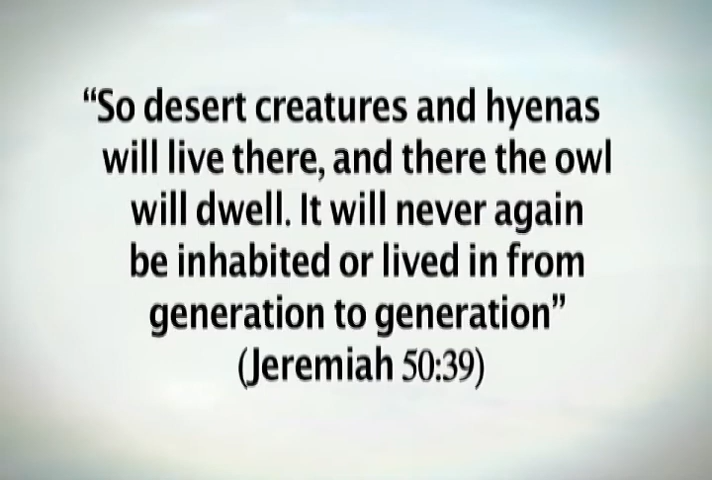 “So desert creatures and hyenas
will live there, and there the owl
will dwell. It will never again
be inhabited or lived in from
generation to generation”
(Jeremiah 50:39)